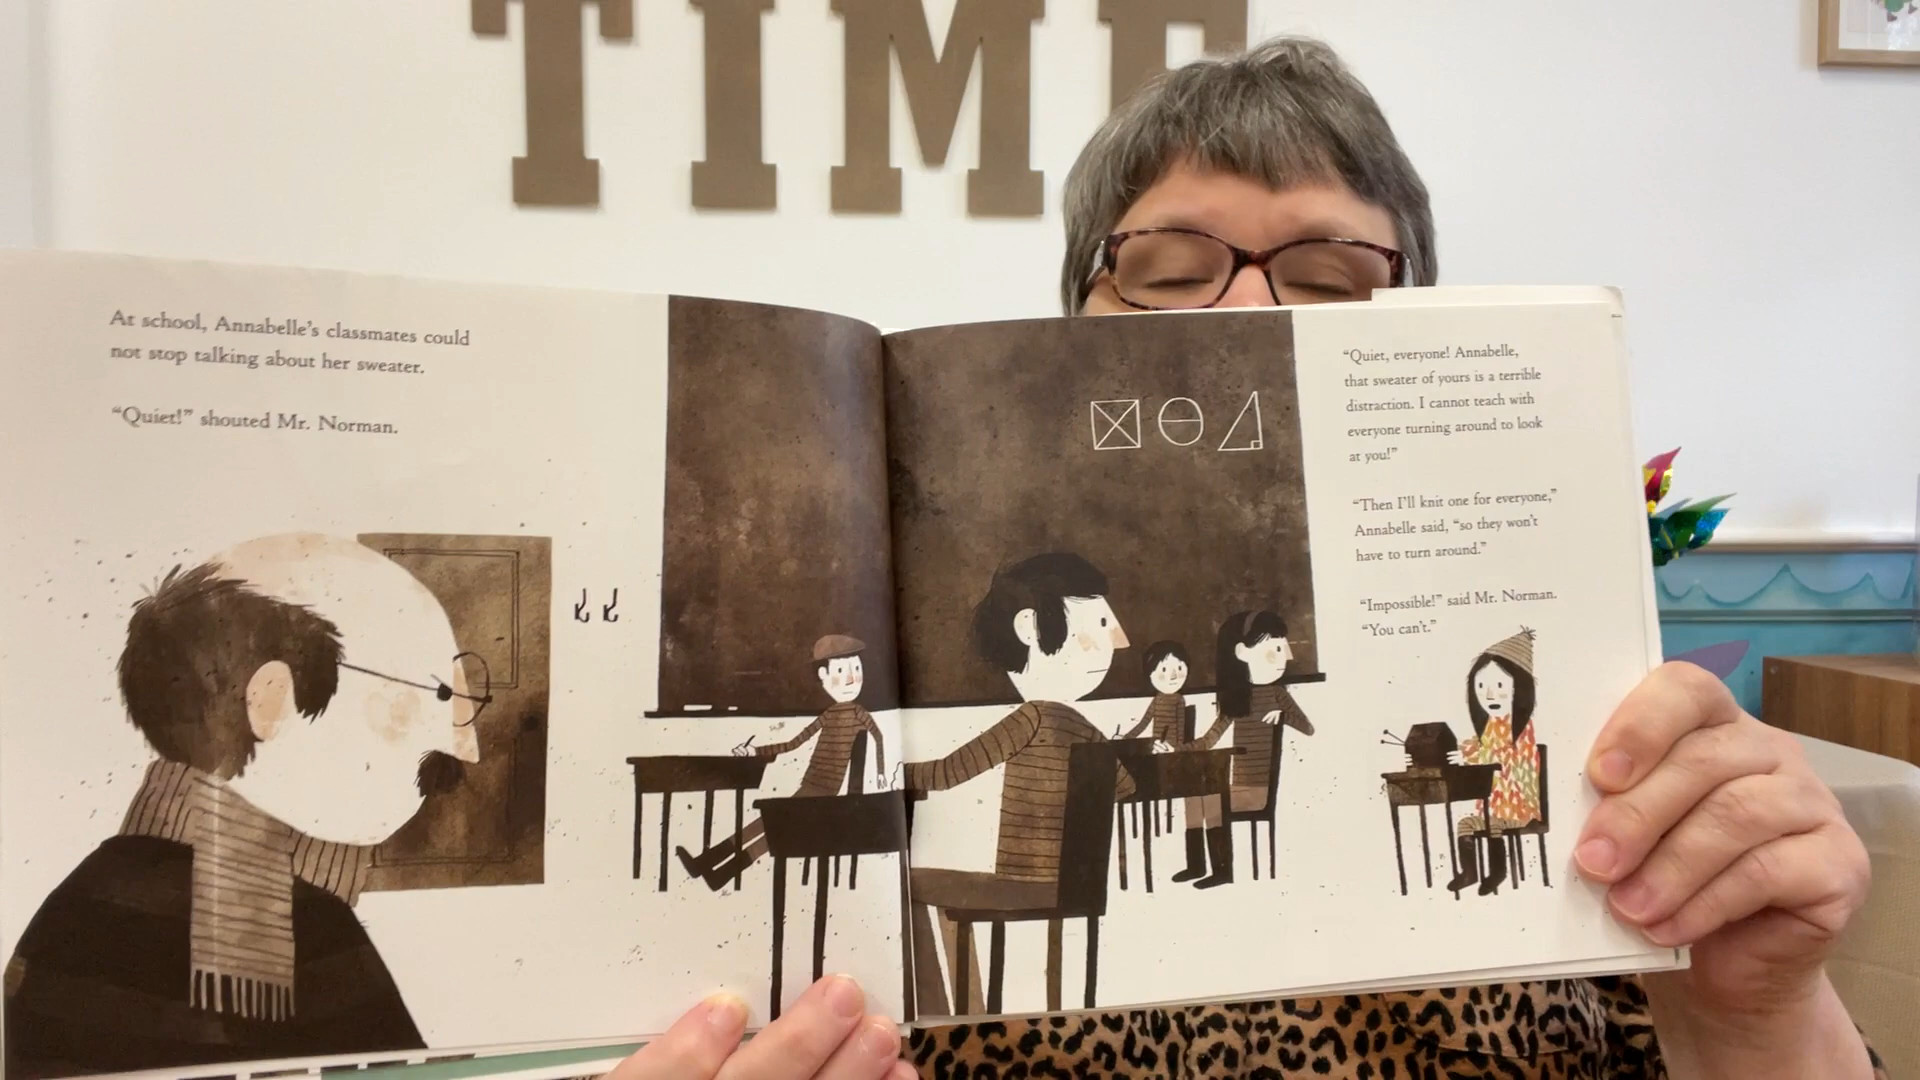 TIME
At school, Annabelle's classmates could
not stop talking about her sweater.
"Quiet!" shouted Mr. Norman.
"Quiet, everyone! Annabelle,
that sweater of yours is a terrible
distraction. I cannot teach with
everyone turning around to look
at you!"
"Then I'll knit one for everyone,"
Annabelle said, "so they won't
have to turn around."
"Impossible!" said Mr. Norman.
"You can't."